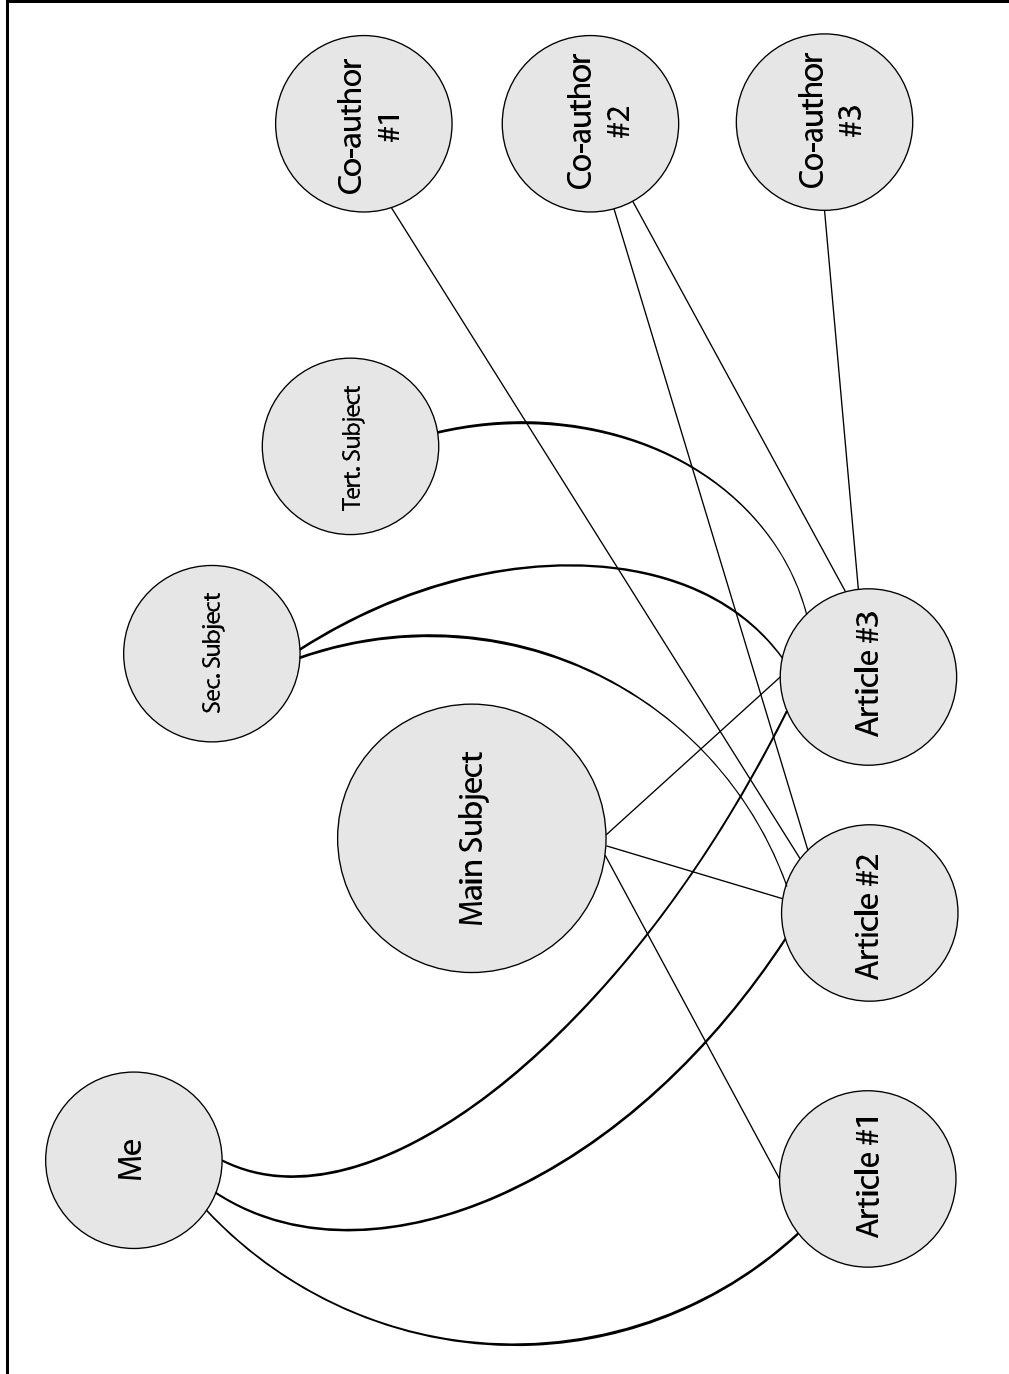 Me
Main Subject
Sec. Subject
Tert. Subject
Co-author
#1
Co-author
#2
Co-author
#3
Article #1
Article #2
Article #3